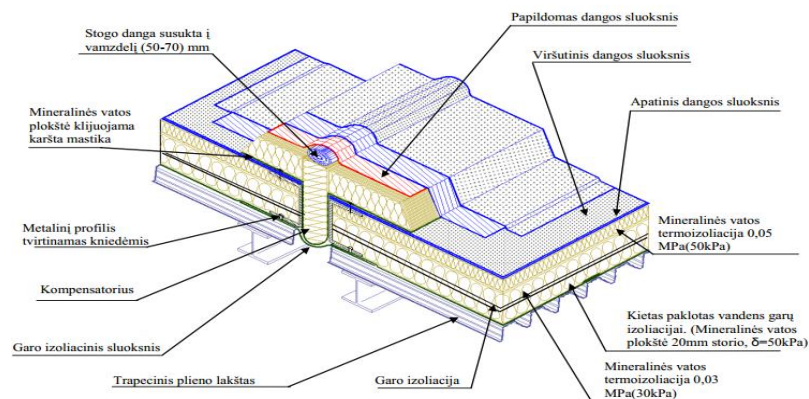 Stogo danga susukta į
vamzdelį (50-70) mm
Papildomas dangos sluoksnis
Viršutinis dangos sluoksnis
Apatinis dangos sluoksnis
Mineralinės vatos
plokštė klijuojama
karšta mastika
Metalinį profilis
tvirtinamas kniedėmis
Kompensatorius
Garo izoliacinis sluoksnis
Trapecinis plieno lakštas
Garo izoliacija
Mineralinės vatos
termoizoliacija 0,05
MPa(50kPa)
Kietas paklotas vandens garų
izoliacijai. (Mineralinės vatos
plokštė 20mm storio, δ=50kPa)
Mineralinės vatos
termoizoliacija 0,03
MPa(30kPa)